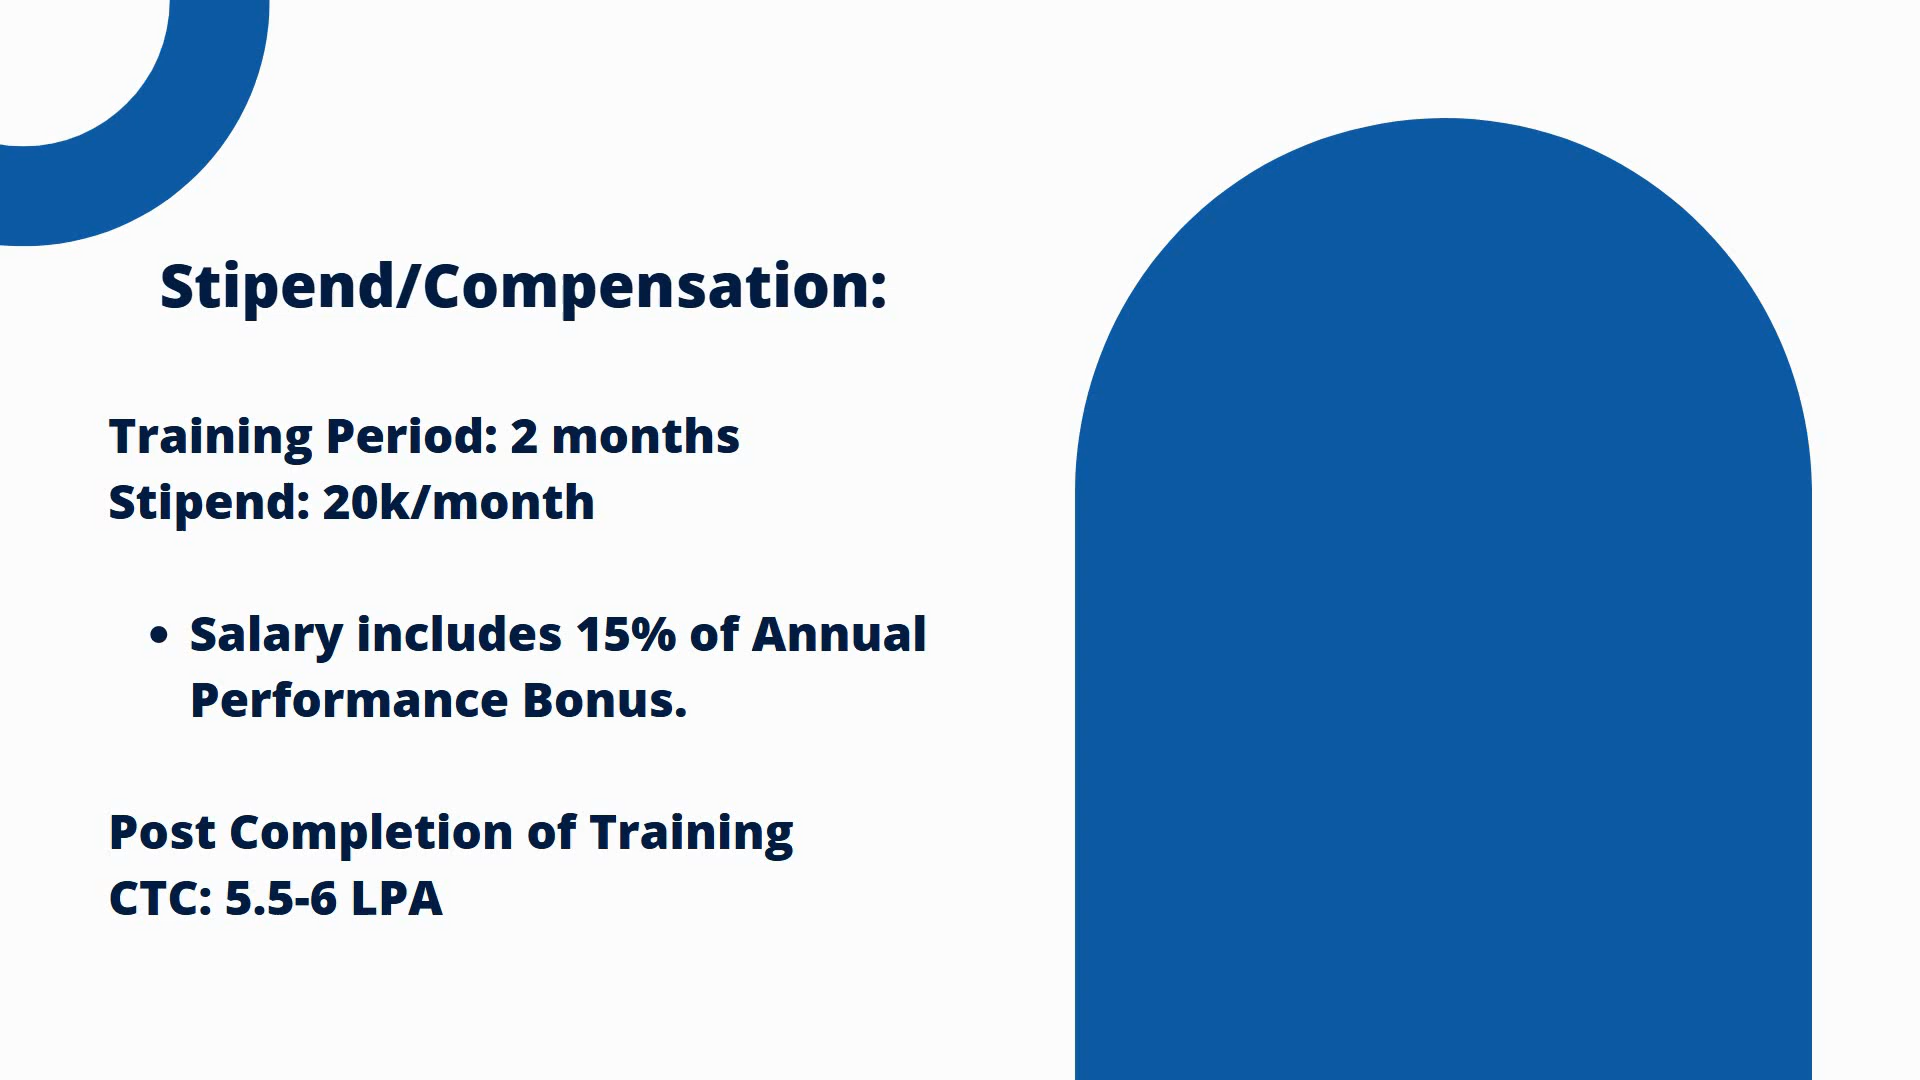 Stipend/Compensation:
Training Period: 2 months
Stipend: 20k/month
• Salary includes 15% of Annual
Performance Bonus.
Post Completion of Training
CTC: 5.5-6 LPA